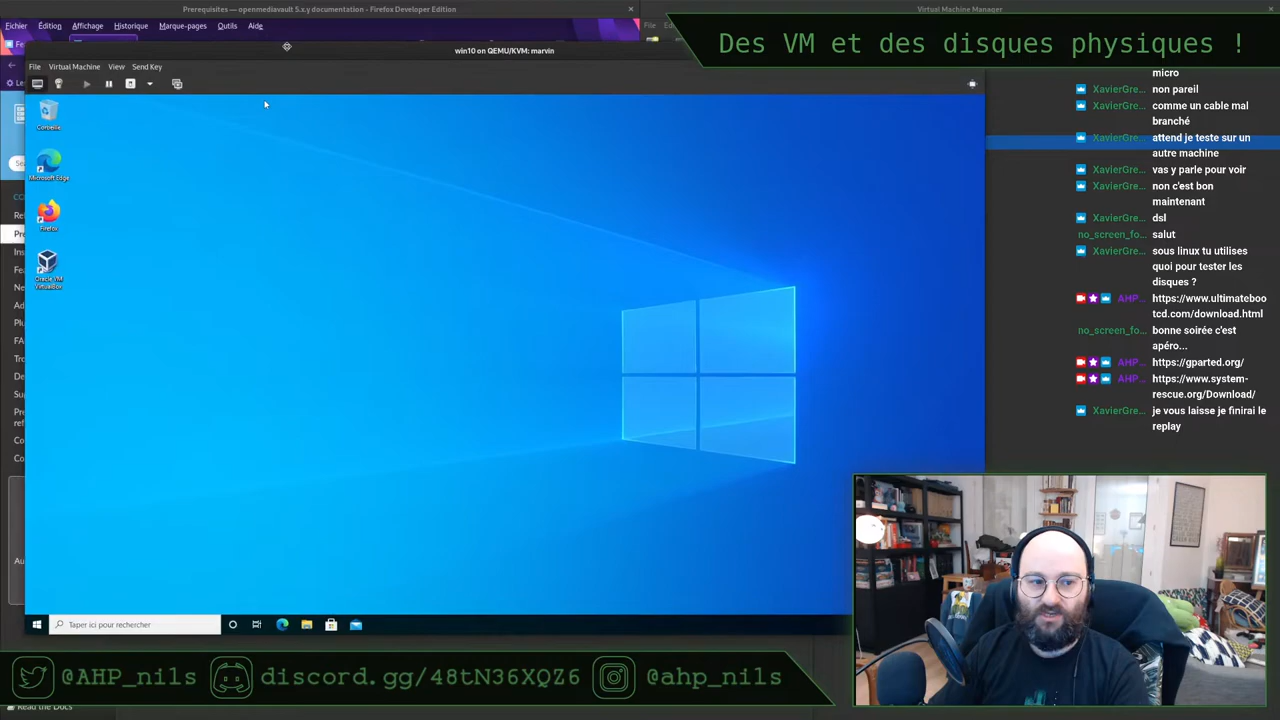 Prerequisites — openmediavault 5.x.y documentation - Firefox Developer Edition
Virtual Machine Manager
Fichier Édition Affichage Historique Marque-pages Outils Aide
File
Des VM et des disques physiques !
win10 on QEMU/KVM: marvin
File Virtual Machine View Send Key
Corbeille
Microsoft Edge
Firefox
Oracle VM
VirtualBox
Taper ici pour rechercher
micro
XavierGre... non pareil
XavierGre... comme un cable mal
branché
XavierGre... attend je teste sur un
autre machine
XavierGre... vas y parle pour voir
XavierGre... non c'est bon
maintenant
XavierGre... dsl
no_screen_fo... salut
XavierGre... sous linux tu utilises
quoi pour tester les
disques ?
AHP... https://www.ultimateboo
tcd.com/download.html
no_screen_fo... bonne soirée c'est
apéro...
AHP... https://gparted.org/
AHP... https://www.system-
rescue.org/Download/
XavierGre... je vous laisse je finirai le
replay
@AHP_nils discord.gg/48tN36XQZ6 @ahp_nils
Read the Docs